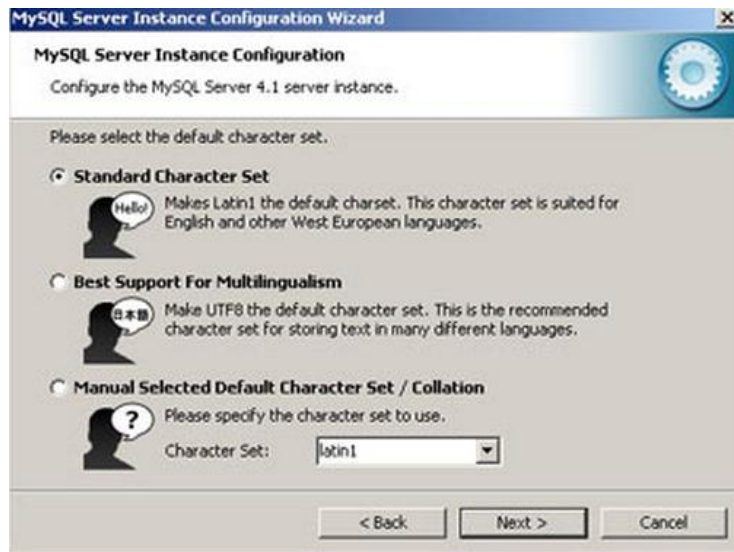 MySQL Server Instance Configuration Wizard
MySQL Server Instance Configuration
Configure the MySQL Server 4.1 server instance.
Please select the default character set.
Standard Character Set
Hello!
Makes Latin1 the default charset. This character set is suited for
English and other West European languages.
Best Support For Multilingualism
日本語
Make UTF8 the default character set. This is the recommended
character set for storing text in many different languages.
Manual Selected Default Character Set / Collation
?
Please specify the character set to use.
Character Set: latin1
< Back Next > Cancel